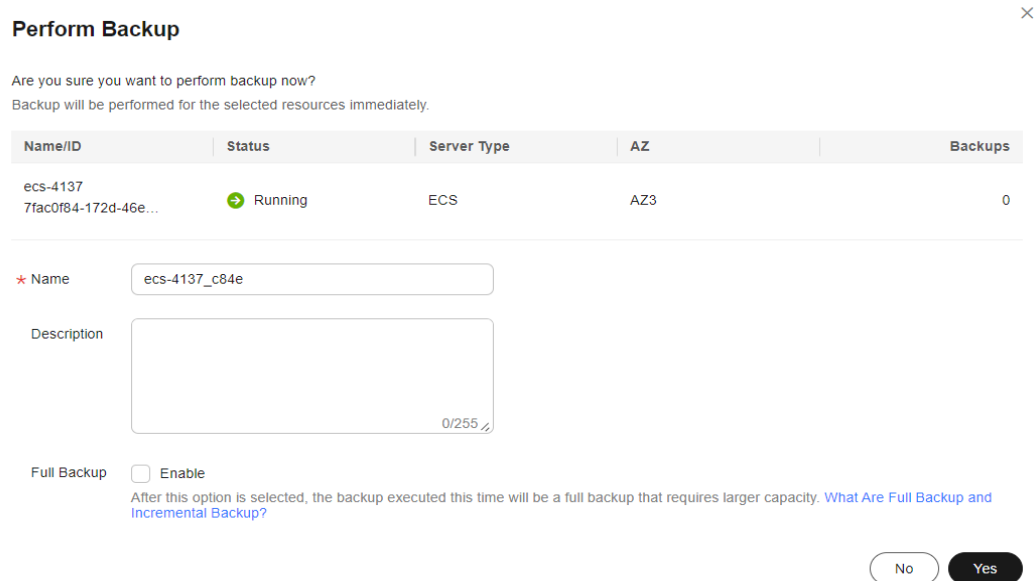 Perform Backup
Are you sure you want to perform backup now?
Backup will be performed for the selected resources immediately.
Name/ID Status Server Type AZ Backups
ecs-4137
7fac0f84-172d-46e...
Running ECS AZ3 0
* Name ecs-4137_c84e
Description
0/255
Full Backup Enable
After this option is selected, the backup executed this time will be a full backup that requires larger capacity. What Are Full Backup and
Incremental Backup?
No Yes